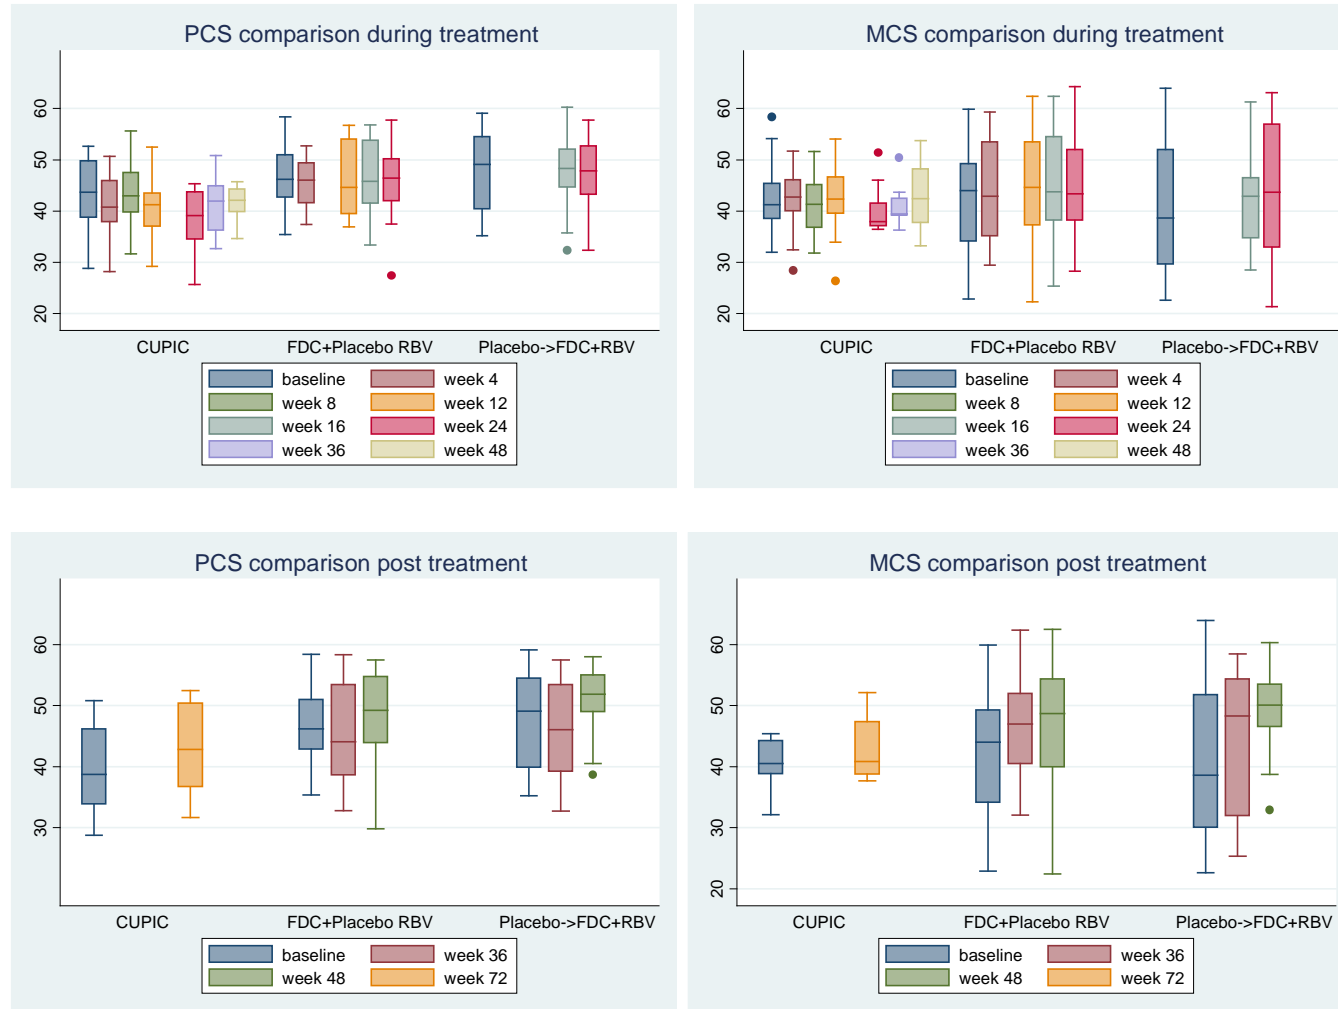 PCS comparison during treatment
60
50
40
30
20
CUPIC FDC+Placebo RBV Placebo->FDC+RBV
baseline week 4
week 8 week 12
week 16 week 24
week 36 week 48
MCS comparison during treatment
60
50
40
30
20
CUPIC FDC+Placebo RBV Placebo->FDC+RBV
baseline week 4
week 8 week 12
week 16 week 24
week 36 week 48
PCS comparison post treatment
60
50
40
30
CUPIC FDC+Placebo RBV Placebo->FDC+RBV
baseline week 36
week 48 week 72
MCS comparison post treatment
60
50
40
30
20
CUPIC FDC+Placebo RBV Placebo->FDC+RBV
baseline week 36
week 48 week 72